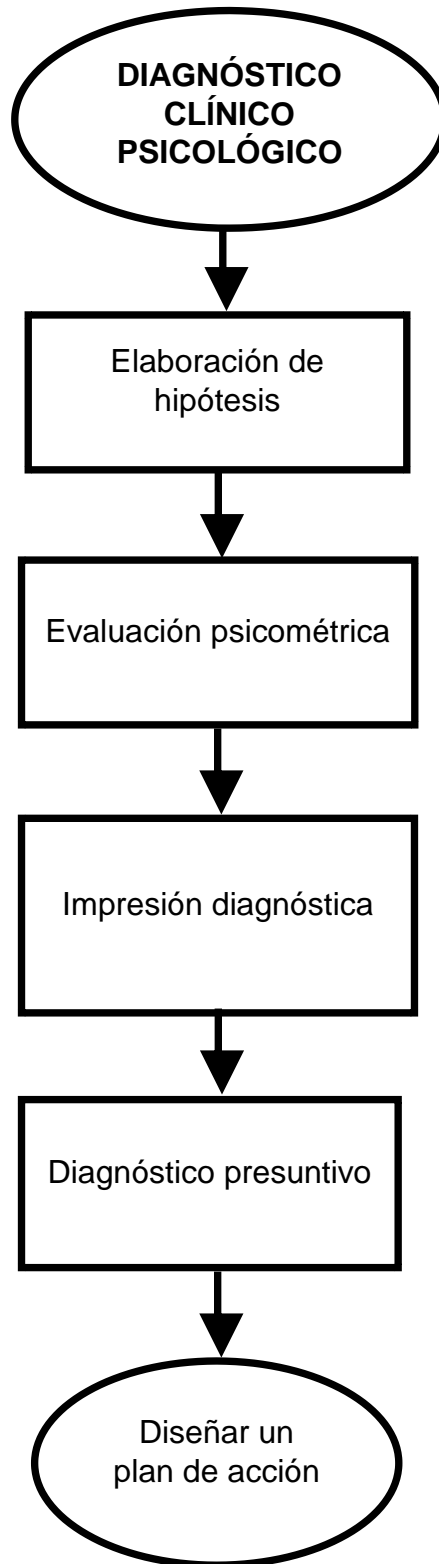 DIAGNÓSTICO
CLÍNICO
PSICOLÓGICO
Elaboración de
hipótesis
Evaluación psicométrica
Impresión diagnóstica
Diagnóstico presuntivo
Diseñar un
plan de acción